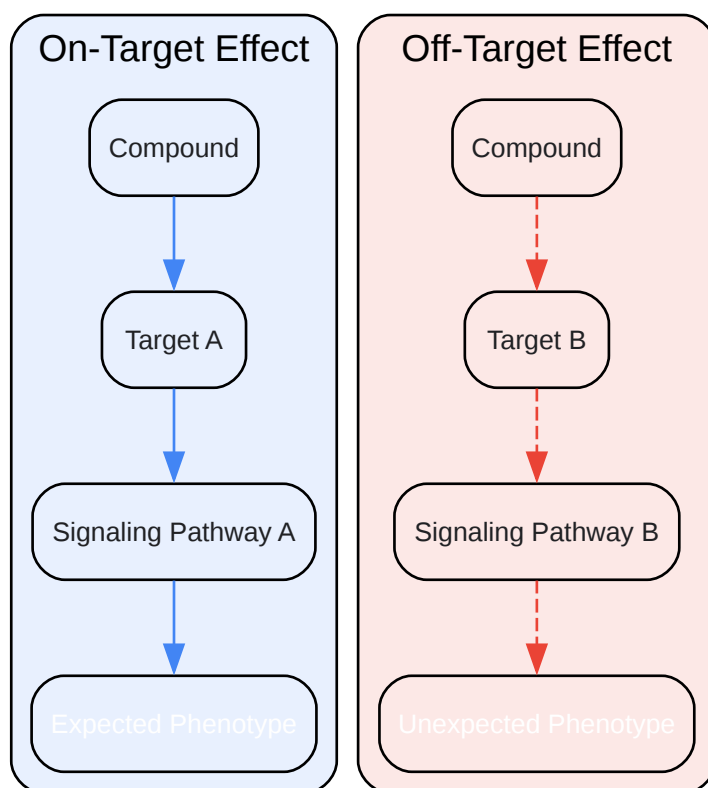 On-Target Effect
Compound
Target A
Signaling Pathway A
Expected Phenotype
Off-Target Effect
Compound
Target B
Signaling Pathway B
Unexpected Phenotype